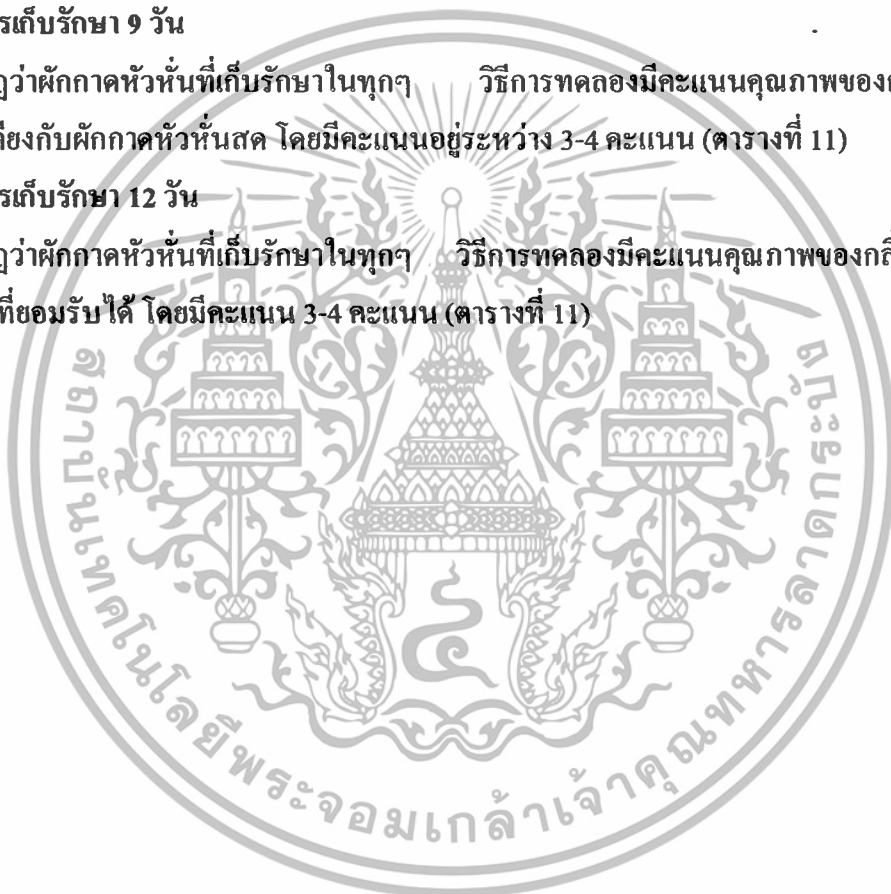 รเก็บรักษา 9 วัน
ฏว่าผักกาดหัวหั่นที่เก็บรักษาในทุกๆ วิธีการทดลองมีคะแนนคุณภาพของก
คียงกับผักกาดหัวหั่นสด โดยมีคะแนนอยู่ระหว่าง 3-4 คะแนน (ตารางที่ 11)
รเก็บรักษา 12 วัน
ฏว่าผักกาดหัวหั่นที่เก็บรักษาในทุกๆ วิธีการทดลองมีคะแนนคุณภาพของกลิ
ที่ยอมรับได้ โดยมีคะแนน 3-4 คะแนน (ตารางที่ 11)
สถาบันเทคโนโลยีพระจอมเกล้าเจ้าคุณทหารลาดกระบัง